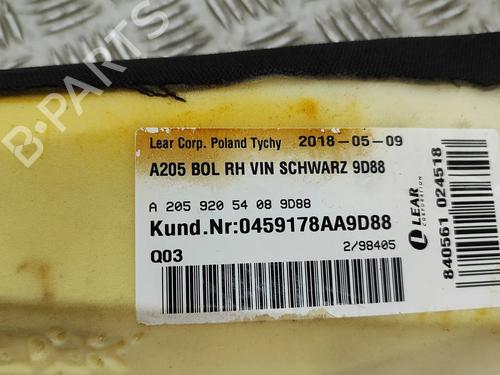 B-PARTS
Lear Corp. Poland Tychy 2018-05-09
A205 BOL RH VIN SCHWARZ 9D88
A 205 920 54 08 9D88
Kund.Nr:0459178AA9D88
2/98405
Q03
LEAR
CORPORATION
840561 024518